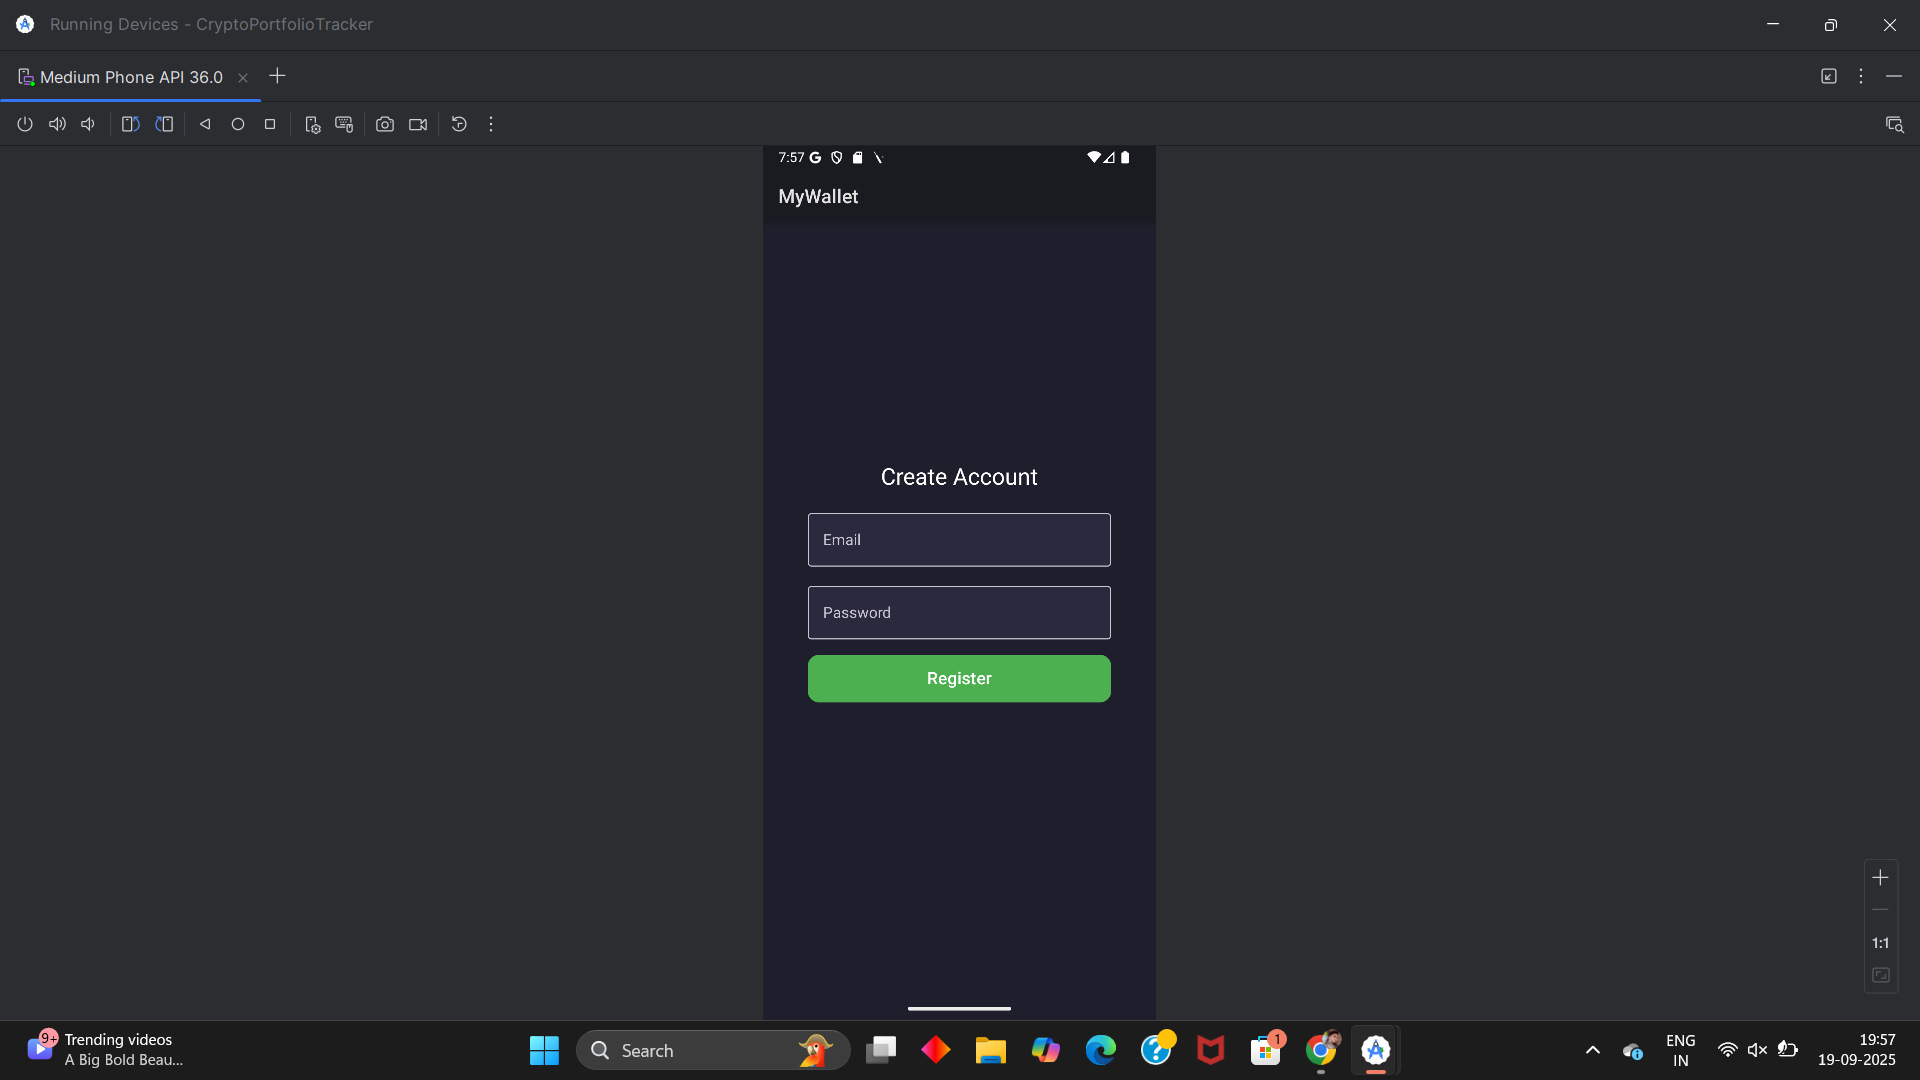 Running Devices - CryptoPortfolioTracker
Medium Phone API 36.0
7:57
MyWallet
Create Account
Email
Password
Register
1:1
9+
Trending videos
A Big Bold Beau...
Search
1
ENG
IN
19:57
19-09-2025